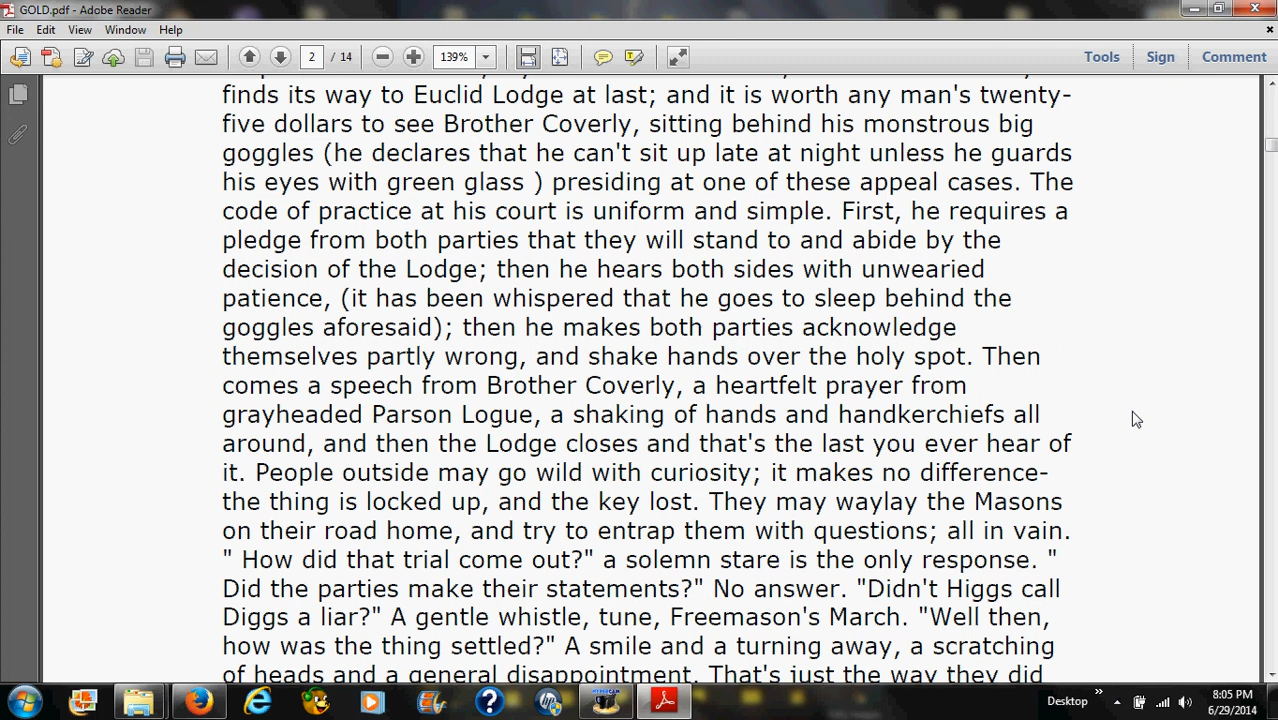 GOLD.pdf - Adobe Reader
File Edit View Window Help
2 / 14 139% Tools Sign Comment
finds its way to Euclid Lodge at last; and it is worth any man's twenty-
five dollars to see Brother Coverly, sitting behind his monstrous big
goggles (he declares that he can't sit up late at night unless he guards
his eyes with green glass ) presiding at one of these appeal cases. The
code of practice at his court is uniform and simple. First, he requires a
pledge from both parties that they will stand to and abide by the
decision of the Lodge; then he hears both sides with unwearied
patience, (it has been whispered that he goes to sleep behind the
goggles aforesaid); then he makes both parties acknowledge
themselves partly wrong, and shake hands over the holy spot. Then
comes a speech from Brother Coverly, a heartfelt prayer from
grayheaded Parson Logue, a shaking of hands and handkerchiefs all
around, and then the Lodge closes and that's the last you ever hear of
it. People outside may go wild with curiosity; it makes no difference-
the thing is locked up, and the key lost. They may waylay the Masons
on their road home, and try to entrap them with questions; all in vain.
" How did that trial come out?" a solemn stare is the only response. "
Did the parties make their statements?" No answer. "Didn't Higgs call
Diggs a liar?" A gentle whistle, tune, Freemason's March. "Well then,
how was the thing settled?" A smile and a turning away, a scratching
of heads and a general disappointment. That's just the way they did
Desktop 8:05 PM
6/29/2014